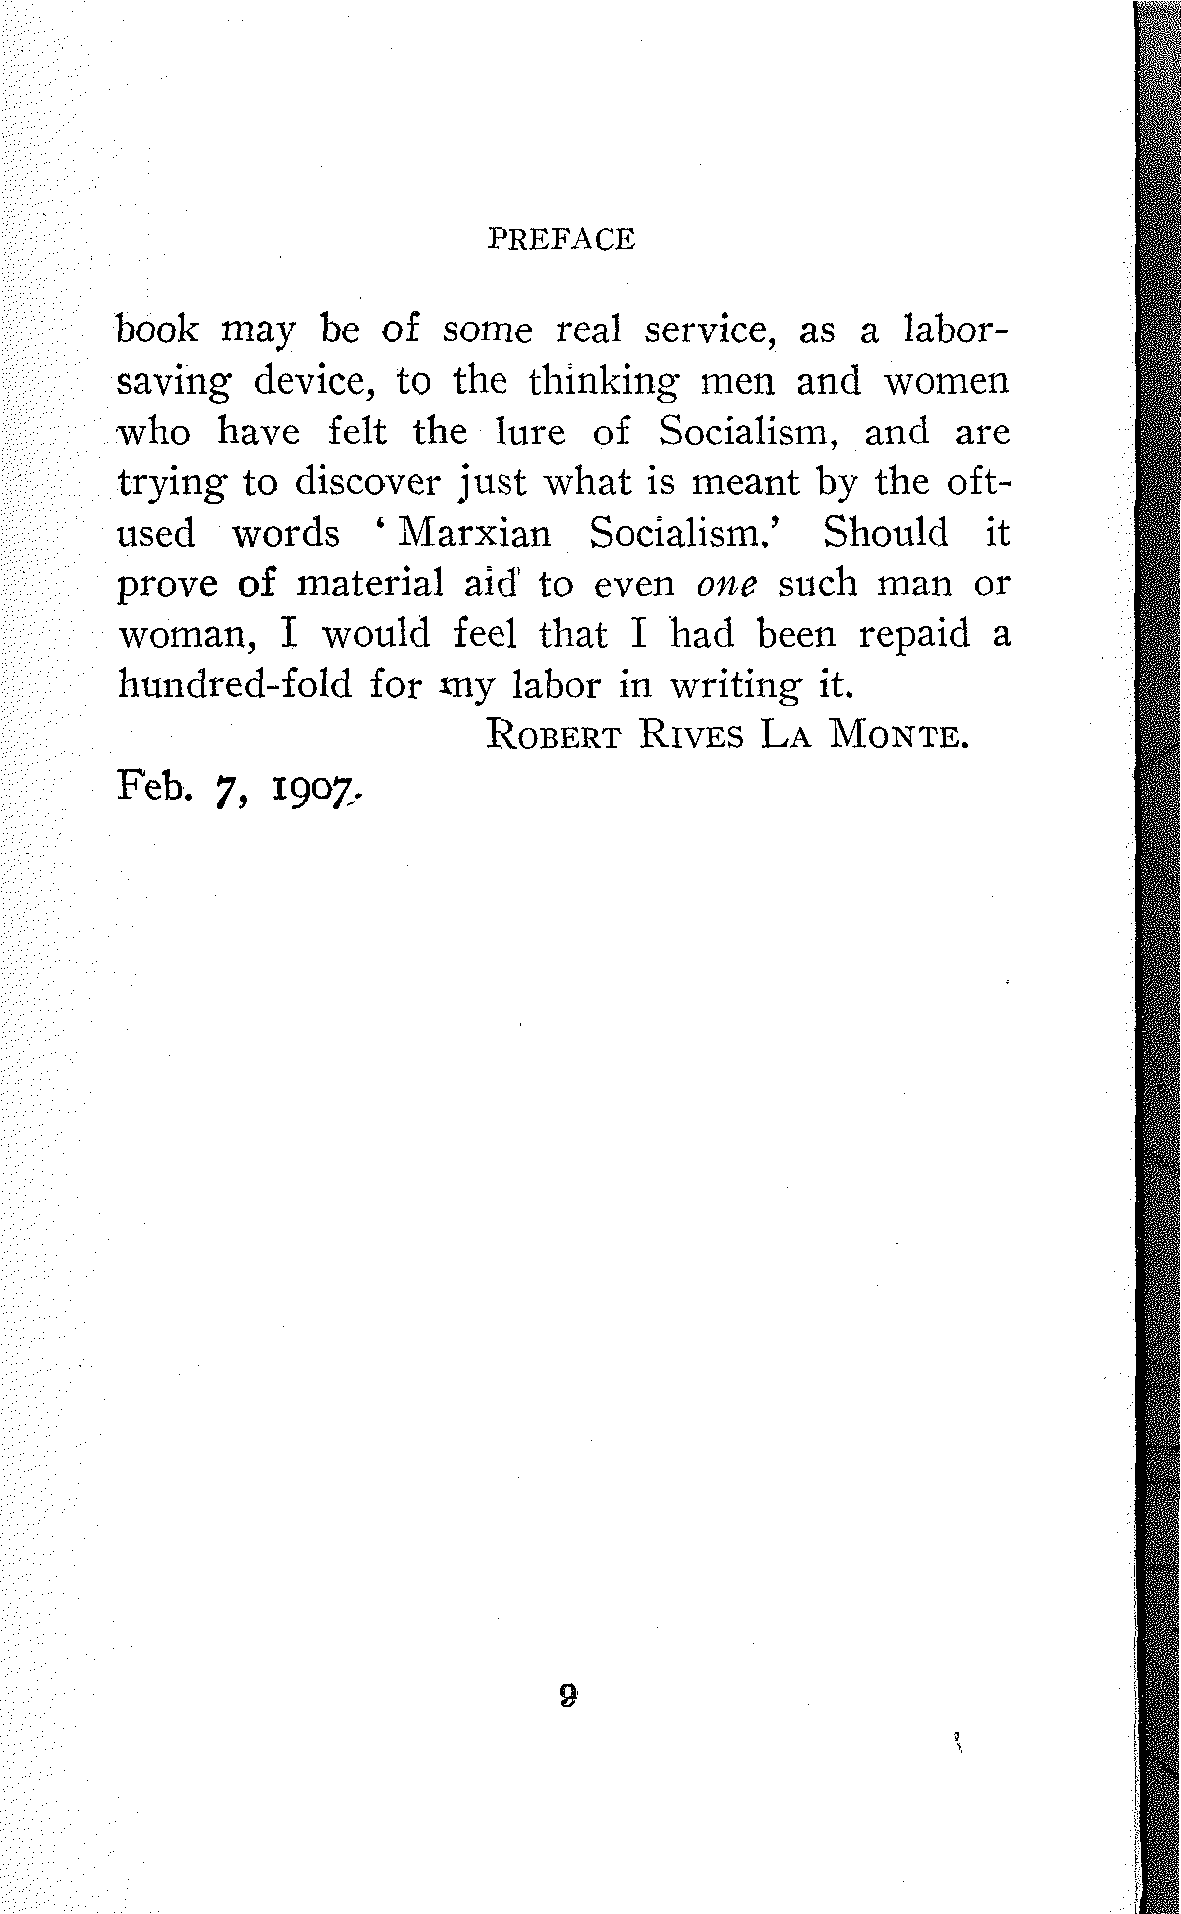 PREFACE
book may be of some real service, as a labor-
saving device, to the thinking men and women
who have felt the lure of Socialism, and are
trying to discover just what is meant by the oft-
used words ‘Marxian Socialism.’ Should it
prove of material aid to even one such man or
woman, I would feel that I had been repaid a
hundred-fold for my labor in writing it.
ROBERT RIVES LA MONTE.
Feb. 7, 1907.
9